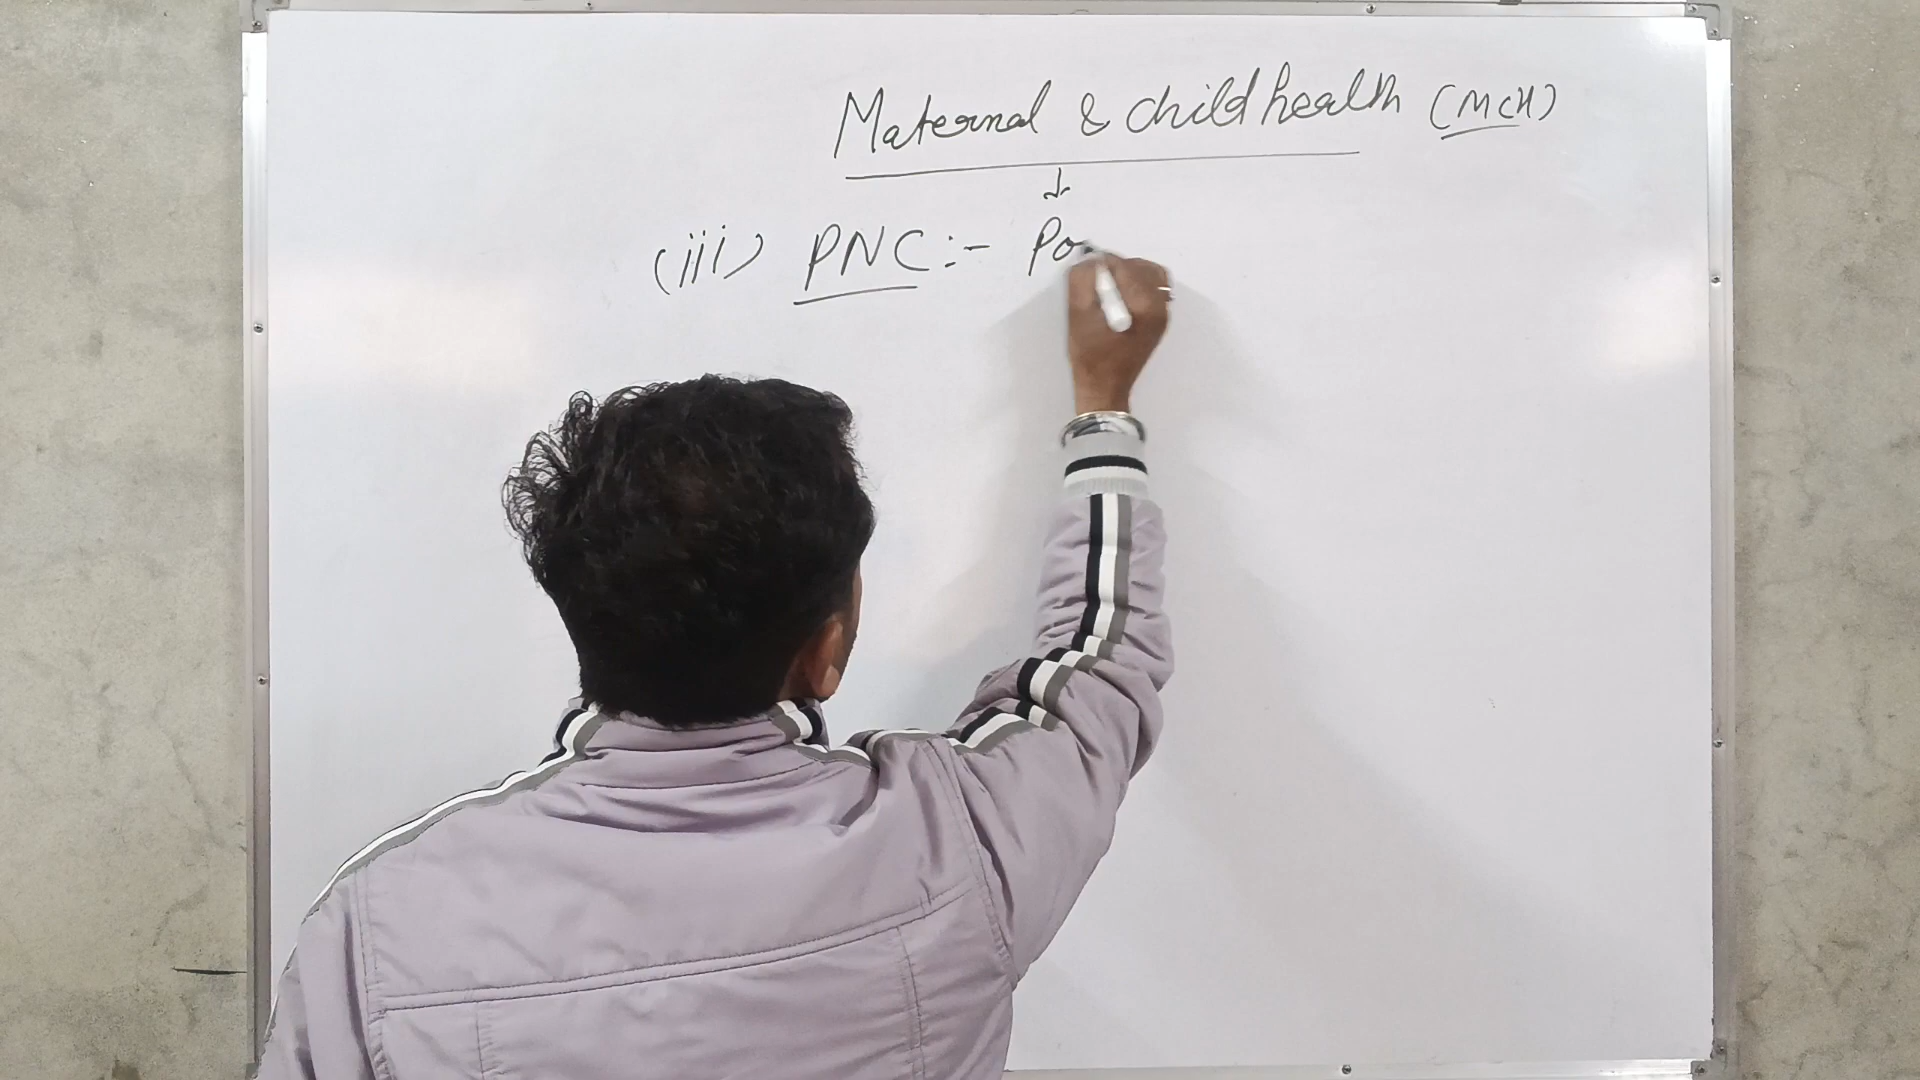 Maternal & child health (MCH)
(iii) PNC :- Po